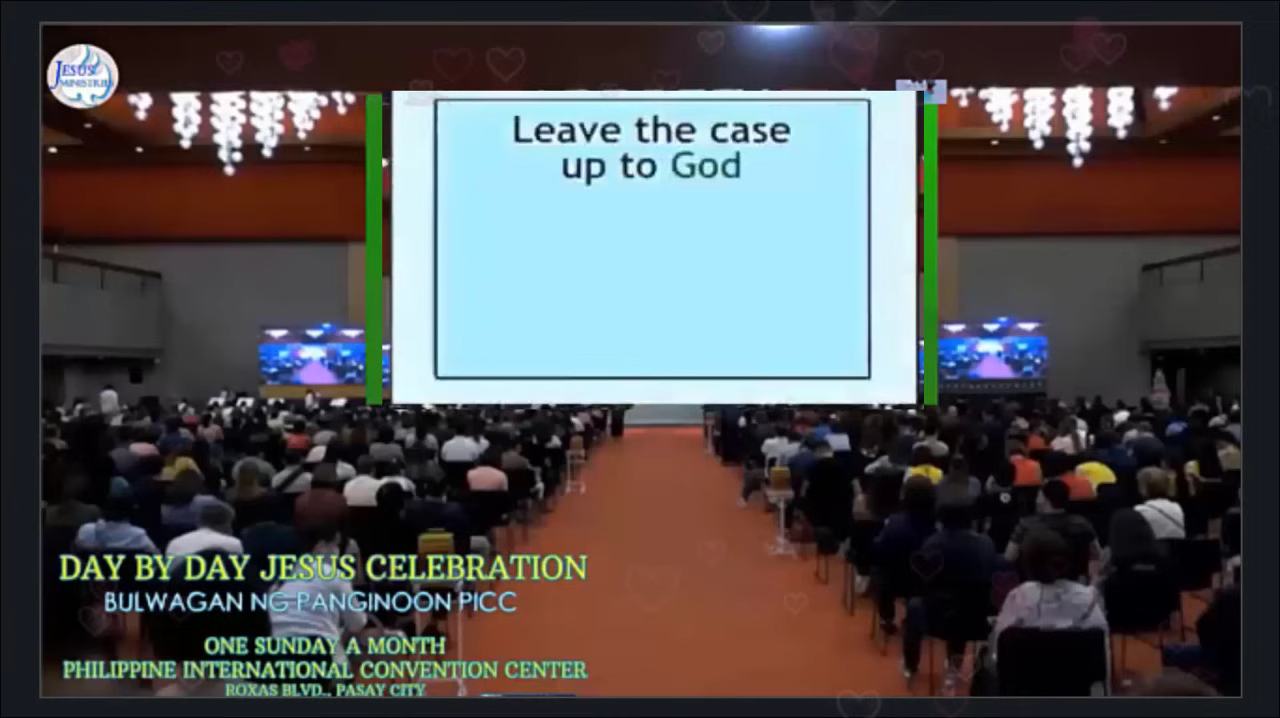 JESUS
MINISTRIES
Leave the case
up to God
DAY BY DAY JESUS CELEBRATION
BULWAGAN NG PANGINOON PICC
ONE SUNDAY A MONTH
PHILIPPINE INTERNATIONAL CONVENTION CENTER
ROXAS BLVD., PASAY CITY